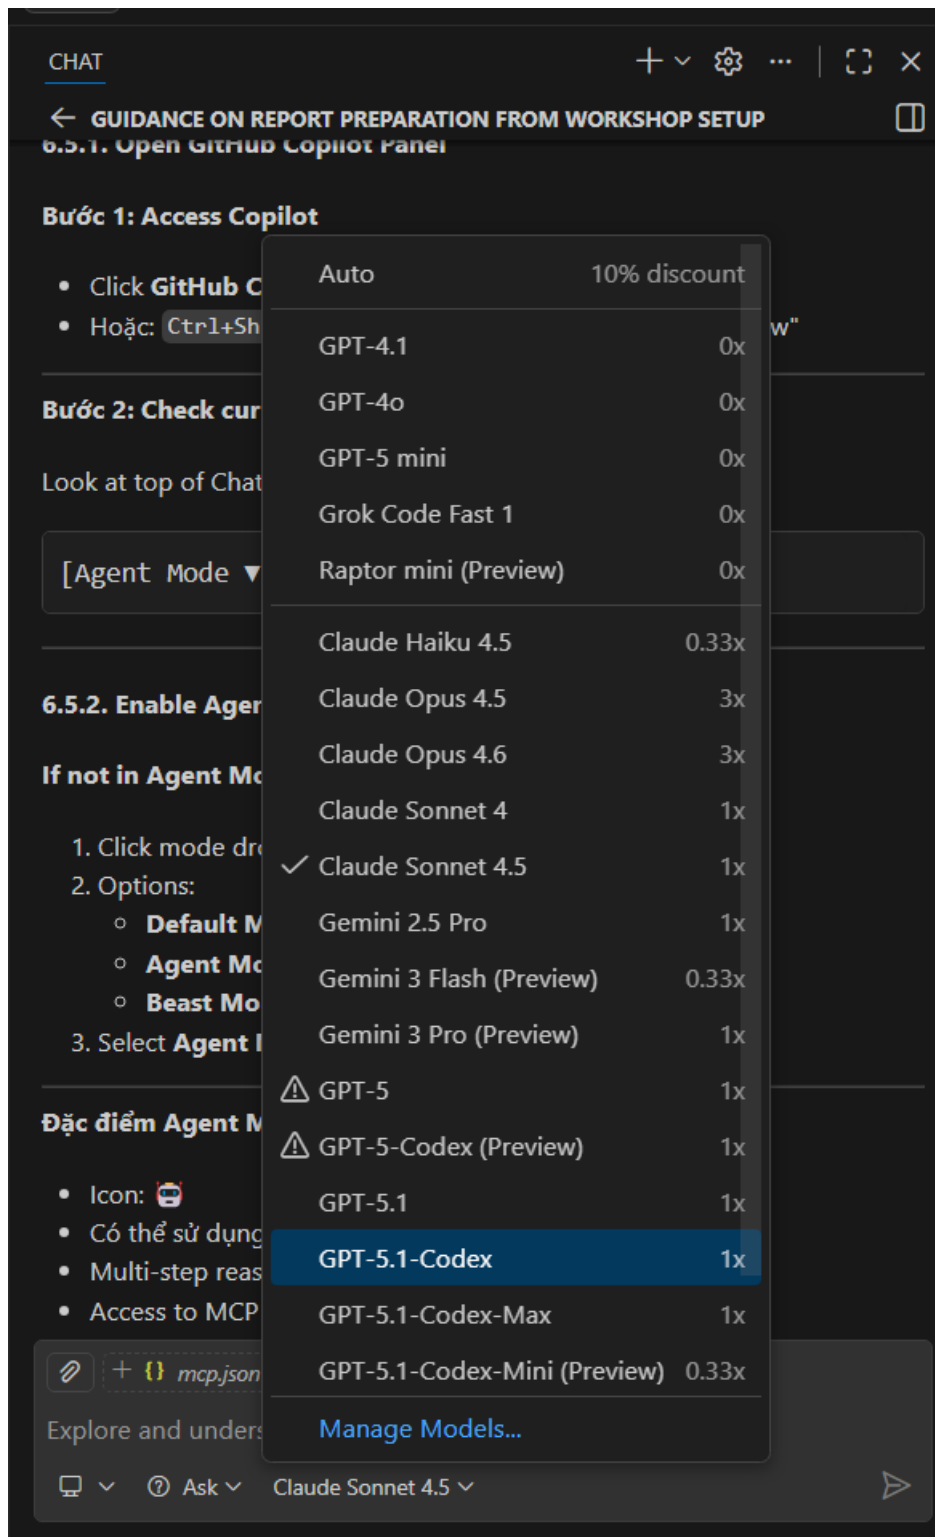 CHAT
GUIDANCE ON REPORT PREPARATION FROM WORKSHOP SETUP
6.5.1. Open GitHub Copilot Panel
Bước 1: Access Copilot
Click GitHub C
Hoặc: Ctrl+Sh w"
Bước 2: Check cur
Look at top of Chat
[Agent Mode ▼
6.5.2. Enable Agen
If not in Agent Mo
1. Click mode dro
2. Options:
Default M
Agent Mo
Beast Mo
3. Select Agent
Đặc điểm Agent M
Icon: 🤖
Có thể sử dụng
Multi-step reas
Access to MCP
Auto 10% discount
GPT-4.1 0x
GPT-4o 0x
GPT-5 mini 0x
Grok Code Fast 1 0x
Raptor mini (Preview) 0x
Claude Haiku 4.5 0.33x
Claude Opus 4.5 3x
Claude Opus 4.6 3x
Claude Sonnet 4 1x
Claude Sonnet 4.5 1x
Gemini 2.5 Pro 1x
Gemini 3 Flash (Preview) 0.33x
Gemini 3 Pro (Preview) 1x
GPT-5 1x
GPT-5-Codex (Preview) 1x
GPT-5.1 1x
GPT-5.1-Codex 1x
GPT-5.1-Codex-Max 1x
GPT-5.1-Codex-Mini (Preview) 0.33x
Manage Models...
+ {} mcp.json
Explore and unders
Ask
Claude Sonnet 4.5